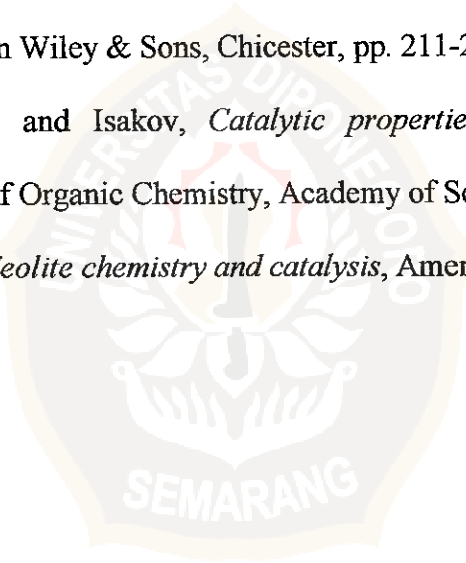 n Wiley & Sons, Chicester, pp. 211-2
and Isakov, Catalytic propertie
f Organic Chemistry, Academy of Sc
eolite chemistry and catalysis, Amer
UNIVERSITAS DIPONEGORO
SEMARANG